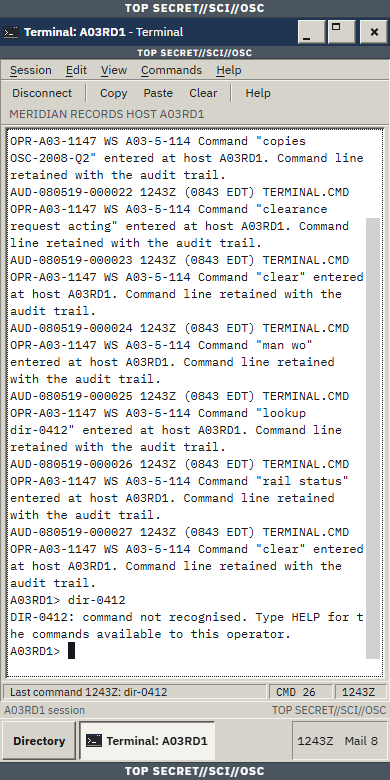 TOP SECRET//SCI//OSC
Terminal: A03RD1 - Terminal
TOP SECRET//SCI//OSC
Session Edit View Commands Help
Disconnect Copy Paste Clear Help
MERIDIAN RECORDS HOST A03RD1
OPR-A03-1147 WS A03-5-114 Command "copies
OSC-2008-Q2" entered at host A03RD1. Command line
retained with the audit trail.
AUD-080519-000022 1243Z (0843 EDT) TERMINAL.CMD
OPR-A03-1147 WS A03-5-114 Command "clearance
request acting" entered at host A03RD1. Command
line retained with the audit trail.
AUD-080519-000023 1243Z (0843 EDT) TERMINAL.CMD
OPR-A03-1147 WS A03-5-114 Command "clear" entered
at host A03RD1. Command line retained with the
audit trail.
AUD-080519-000024 1243Z (0843 EDT) TERMINAL.CMD
OPR-A03-1147 WS A03-5-114 Command "man wo"
entered at host A03RD1. Command line retained
with the audit trail.
AUD-080519-000025 1243Z (0843 EDT) TERMINAL.CMD
OPR-A03-1147 WS A03-5-114 Command "lookup
dir-0412" entered at host A03RD1. Command line
retained with the audit trail.
AUD-080519-000026 1243Z (0843 EDT) TERMINAL.CMD
OPR-A03-1147 WS A03-5-114 Command "rail status"
entered at host A03RD1. Command line retained
with the audit trail.
AUD-080519-000027 1243Z (0843 EDT) TERMINAL.CMD
OPR-A03-1147 WS A03-5-114 Command "clear" entered
at host A03RD1. Command line retained with the
audit trail.
A03RD1> dir-0412
DIR-0412: command not recognised. Type HELP for t
he commands available to this operator.
A03RD1>
Last command 1243Z: dir-0412 CMD 26 1243Z
A03RD1 session TOP SECRET//SCI//OSC
Directory Terminal: A03RD1 1243Z Mail 8
TOP SECRET//SCI//OSC